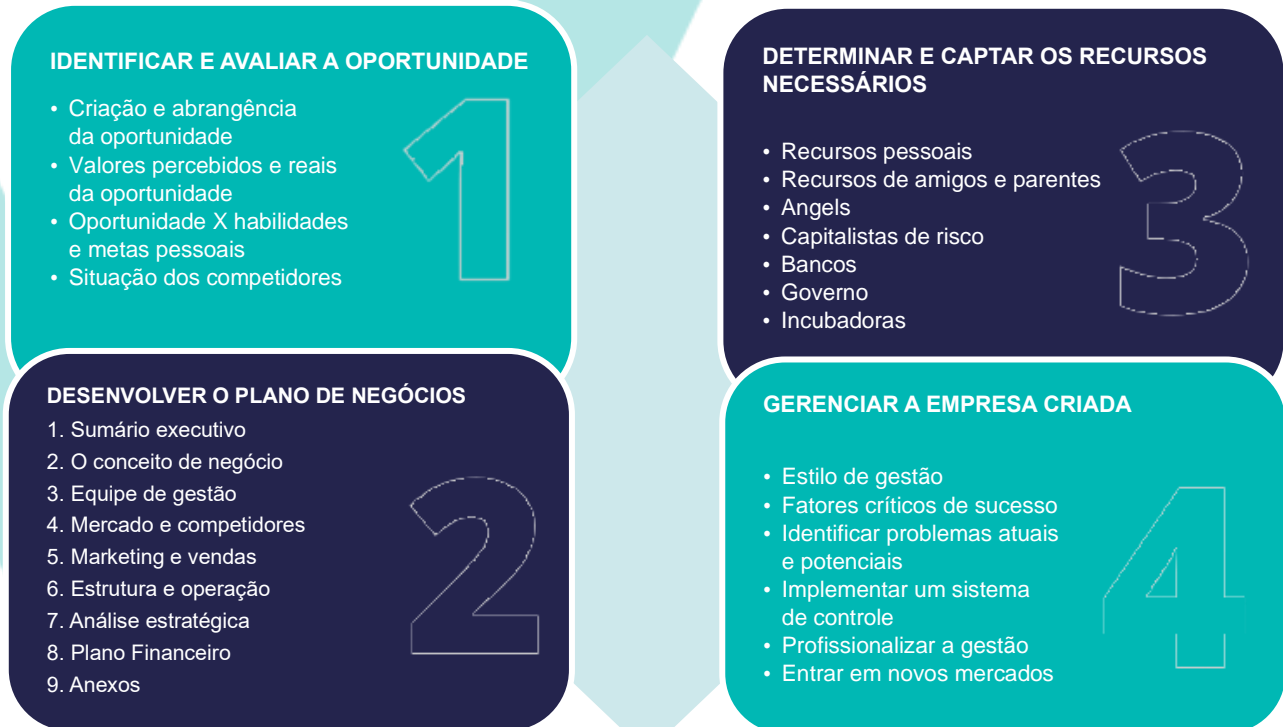 IDENTIFICAR E AVALIAR A OPORTUNIDADE
• Criação e abrangência
da oportunidade
• Valores percebidos e reais
da oportunidade
• Oportunidade X habilidades
e metas pessoais
• Situação dos competidores
1
DESENVOLVER O PLANO DE NEGÓCIOS
1. Sumário executivo
2. O conceito de negócio
3. Equipe de gestão
4. Mercado e competidores
5. Marketing e vendas
6. Estrutura e operação
7. Análise estratégica
8. Plano Financeiro
9. Anexos
2
DETERMINAR E CAPTAR OS RECURSOS
NECESSÁRIOS
• Recursos pessoais
• Recursos de amigos e parentes
• Angels
• Capitalistas de risco
• Bancos
• Governo
• Incubadoras
3
GERENCIAR A EMPRESA CRIADA
• Estilo de gestão
• Fatores críticos de sucesso
• Identificar problemas atuais
e potenciais
• Implementar um sistema
de controle
• Profissionalizar a gestão
• Entrar em novos mercados
4